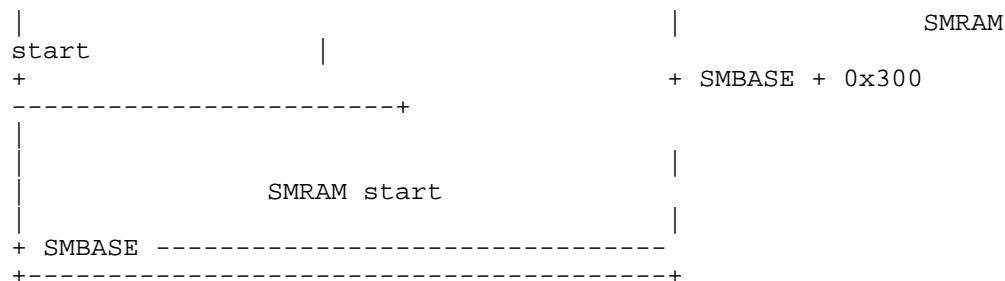 |                                         |               SMRAM
start              |
+                                         + SMBASE + 0x300
------------------------+
|
|                                         |
|               SMRAM start
|                                         |
+ SMBASE --------------------------------
+----------------------------------------+